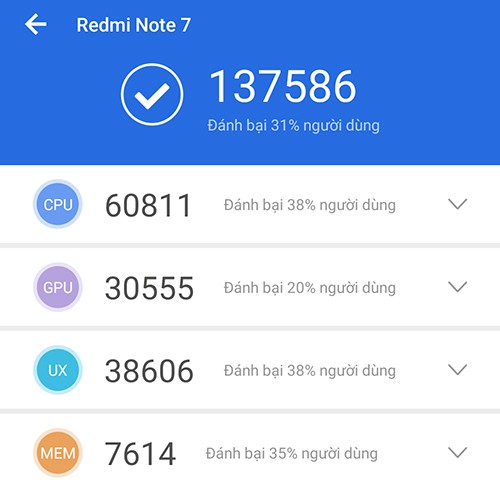 Redmi Note 7
137586
Đánh bại 31% người dùng
CPU 60811 Đánh bại 38% người dùng
GPU 30555 Đánh bại 20% người dùng
UX 38606 Đánh bại 38% người dùng
MEM 7614 Đánh bại 35% người dùng